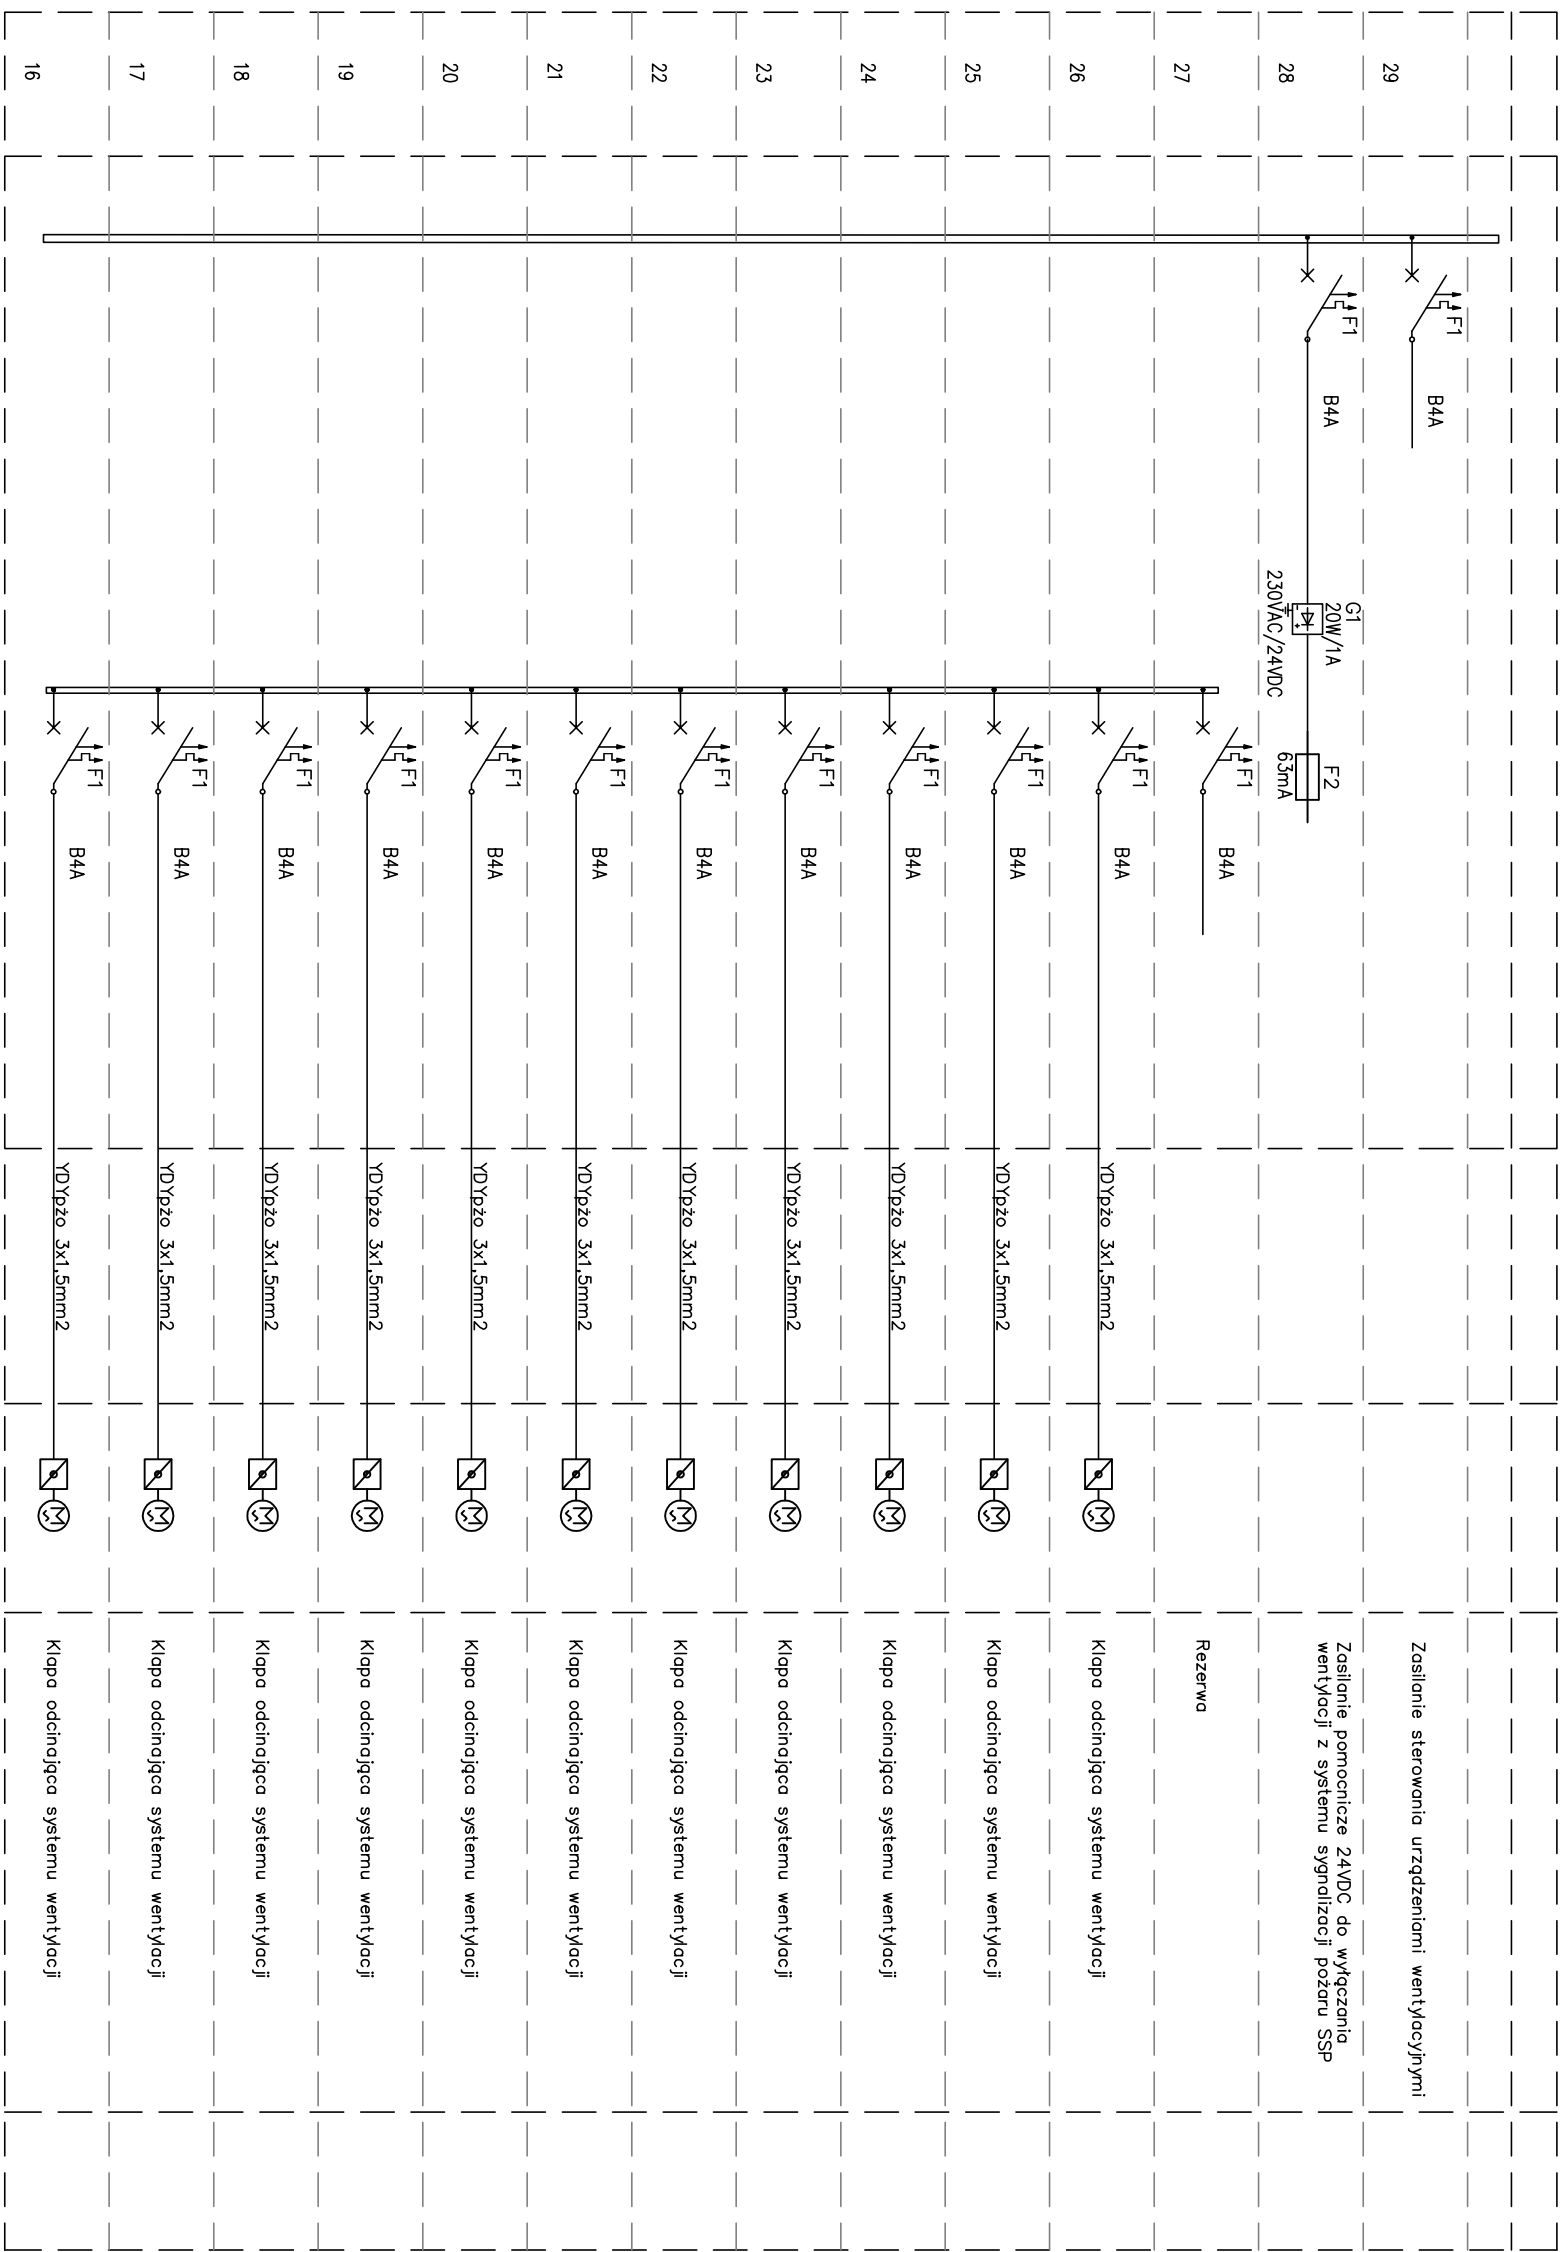 16
F1
B4A
YDYpżo 3x1,5mm2
M
Klapa odcinająca systemu wentylacji
17
F1
B4A
YDYpżo 3x1,5mm2
M
Klapa odcinająca systemu wentylacji
18
F1
B4A
YDYpżo 3x1,5mm2
M
Klapa odcinająca systemu wentylacji
19
F1
B4A
YDYpżo 3x1,5mm2
M
Klapa odcinająca systemu wentylacji
20
F1
B4A
YDYpżo 3x1,5mm2
M
Klapa odcinająca systemu wentylacji
21
F1
B4A
YDYpżo 3x1,5mm2
M
Klapa odcinająca systemu wentylacji
22
F1
B4A
YDYpżo 3x1,5mm2
M
Klapa odcinająca systemu wentylacji
23
F1
B4A
YDYpżo 3x1,5mm2
M
Klapa odcinająca systemu wentylacji
24
F1
B4A
YDYpżo 3x1,5mm2
M
Klapa odcinająca systemu wentylacji
25
F1
B4A
YDYpżo 3x1,5mm2
M
Klapa odcinająca systemu wentylacji
26
F1
B4A
YDYpżo 3x1,5mm2
M
Klapa odcinająca systemu wentylacji
27
F1
B4A
Rezerwa
28
F1
B4A
G1
20W/1A
230VAC/24VDC
F2
63mA
Zasilanie pomocnicze 24VDC do wyłączania
wentylacji z systemu sygnalizacji pożaru SSP
29
F1
B4A
Zasilanie sterowania urządzeniami wentylacyjnymi